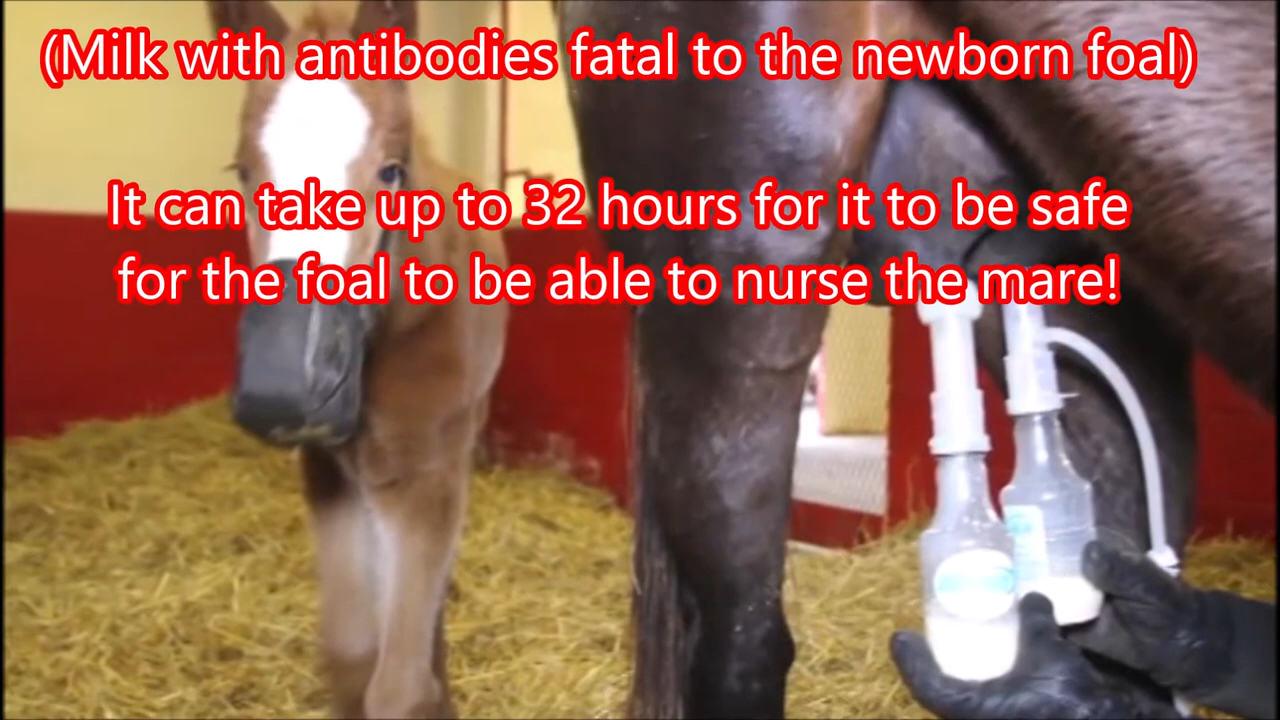 (Milk with antibodies fatal to the newborn foal)
It can take up to 32 hours for it to be safe
for the foal to be able to nurse the mare!